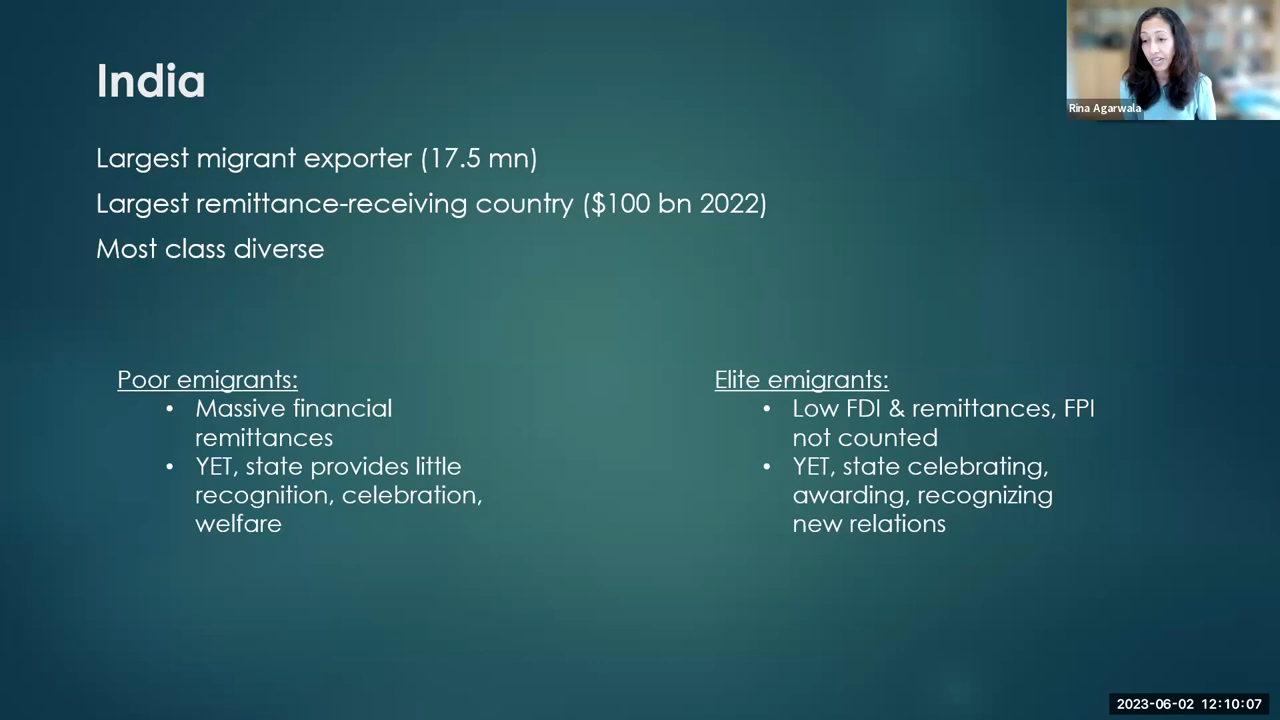 India
Rina Agarwala
Largest migrant exporter (17.5 mn)
Largest remittance-receiving country ($100 bn 2022)
Most class diverse
Poor emigrants:
• Massive financial
remittances
• YET, state provides little
recognition, celebration,
welfare
Elite emigrants:
• Low FDI & remittances, FPI
not counted
• YET, state celebrating,
awarding, recognizing
new relations
2023-06-02 12:10:07